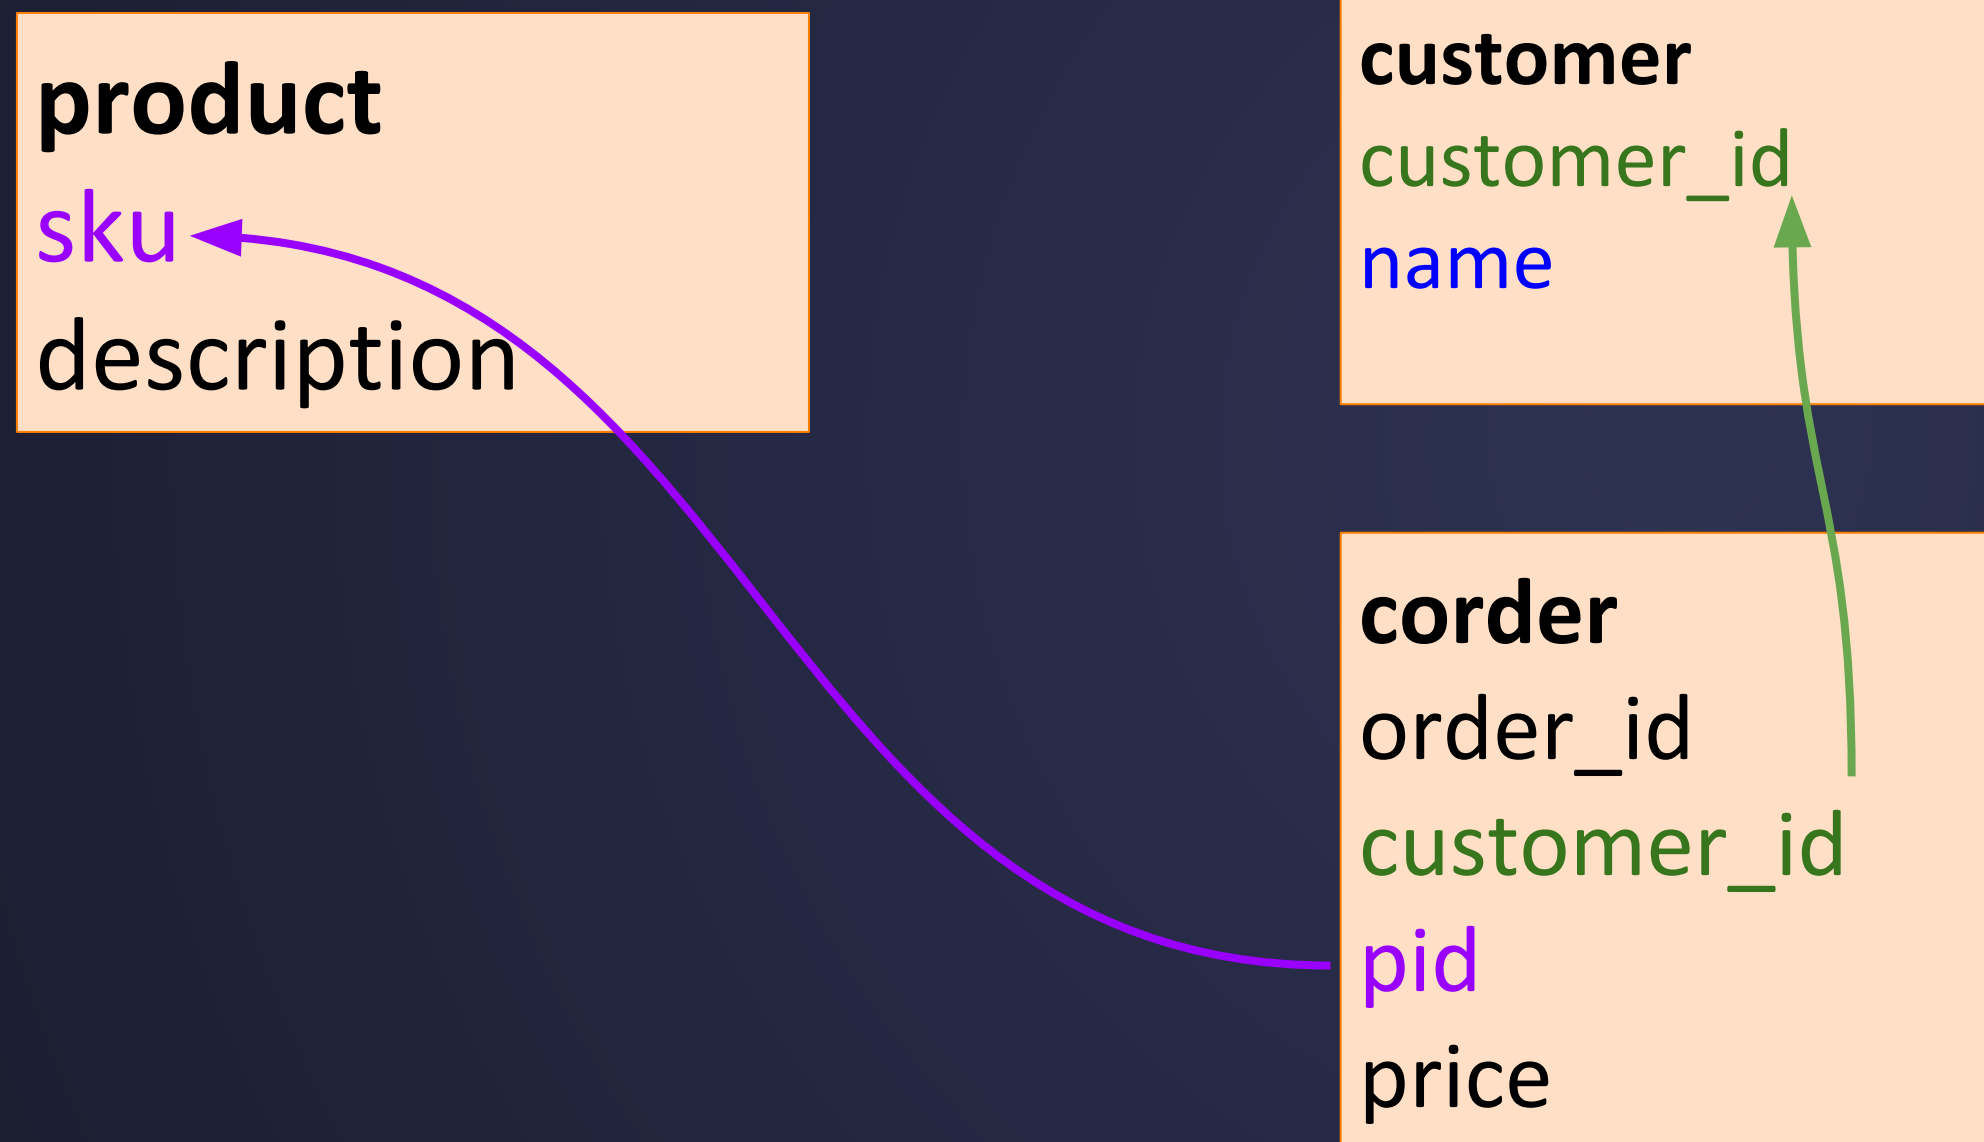 product
sku
description
customer
customer_id
name
corder
order_id
customer_id
pid
price